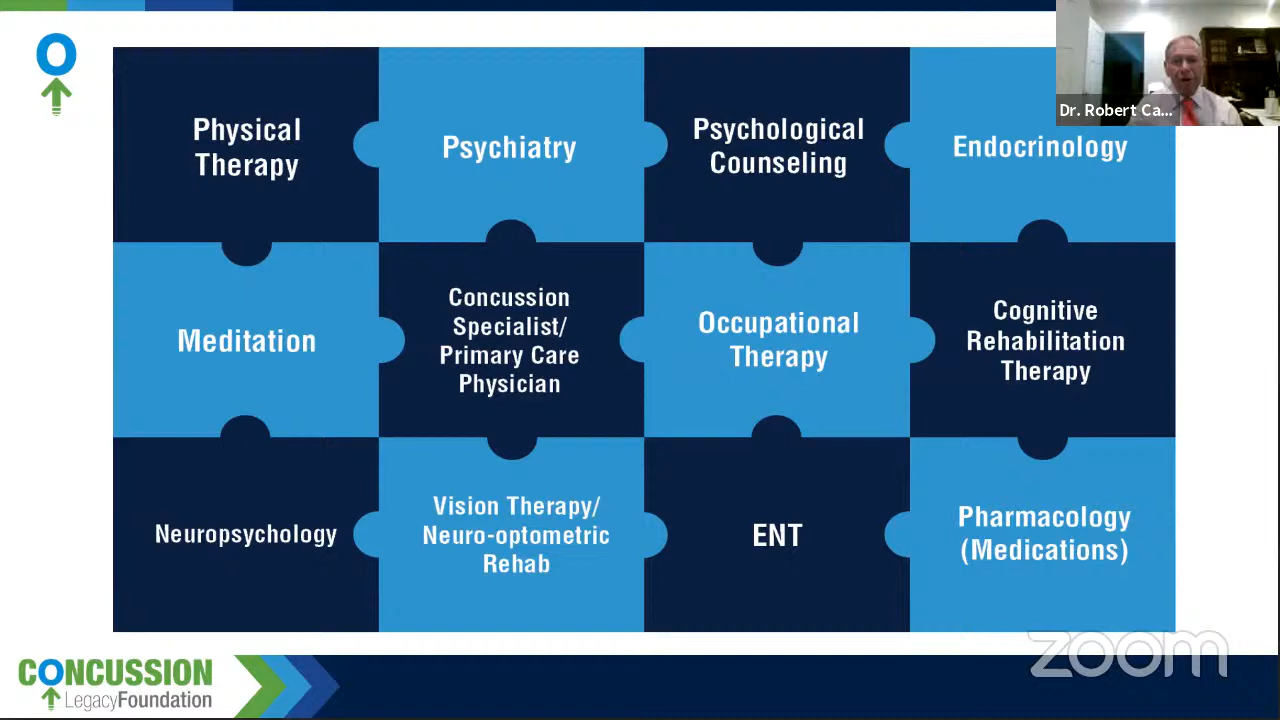 Physical
Therapy
Psychiatry
Psychological
Counseling
Endocrinology
Dr. Robert Ca...
Meditation
Concussion
Specialist/
Primary Care
Physician
Occupational
Therapy
Cognitive
Rehabilitation
Therapy
Neuropsychology
Vision Therapy/
Neuro-optometric
Rehab
ENT
Pharmacology
(Medications)
zoom
CONCUSSION
LegacyFoundation